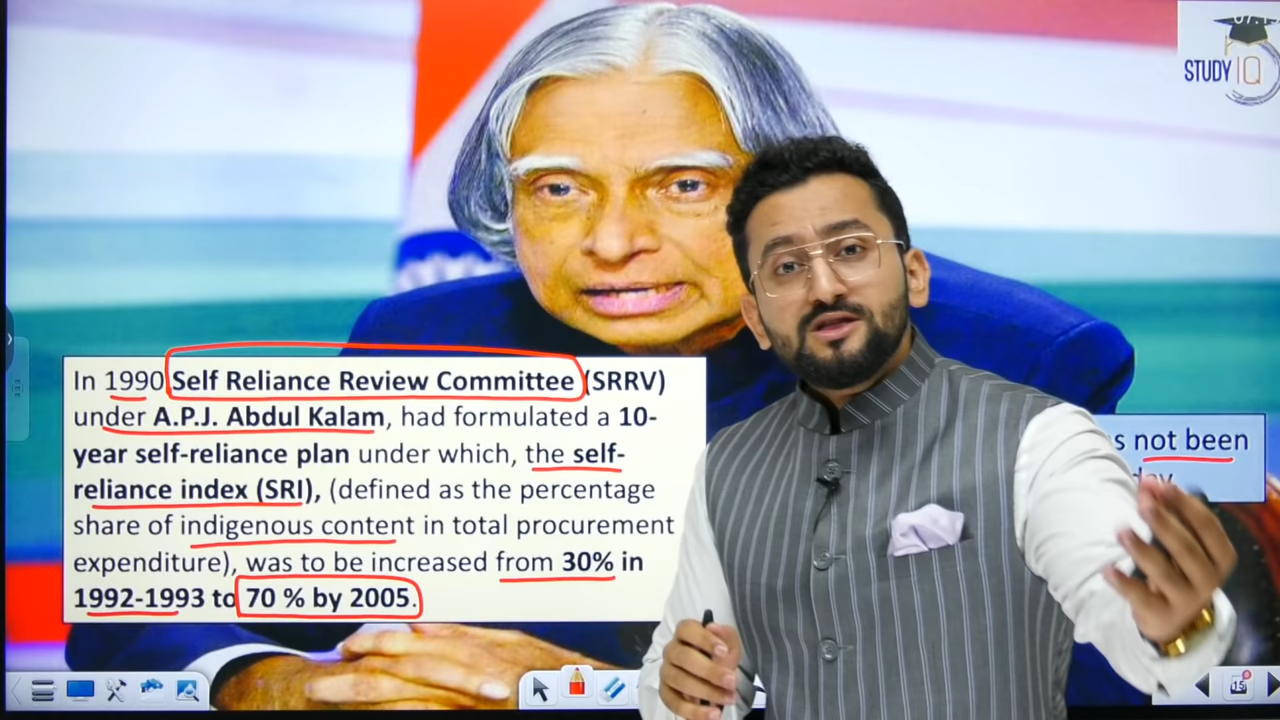 STUDY IQ
In 1990 Self Reliance Review Committee (SRRV)
under A.P.J. Abdul Kalam, had formulated a 10-
year self-reliance plan under which, the self-
reliance index (SRI), (defined as the percentage
share of indigenous content in total procurement
expenditure), was to be increased from 30% in
1992-1993 to 70 % by 2005.
not been
15